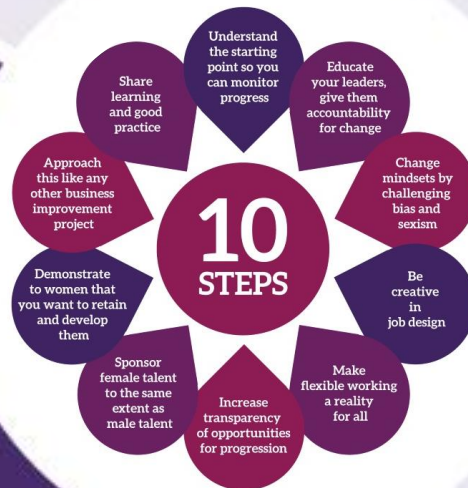 Understand
the starting
point so you
can monitor
progress
Educate
your leaders,
give them
accountability
for change
Change
mindsets by
challenging
bias and
sexism
Be
creative
in
job design
Make
flexible working
a reality
for all
Increase
transparency
of opportunities
for progression
Sponsor
female talent
to the same
extent as
male talent
Demonstrate
to women that
you want to retain
and develop
them
Approach
this like any
other business
improvement
project
Share
learning
and good
practice
10
STEPS